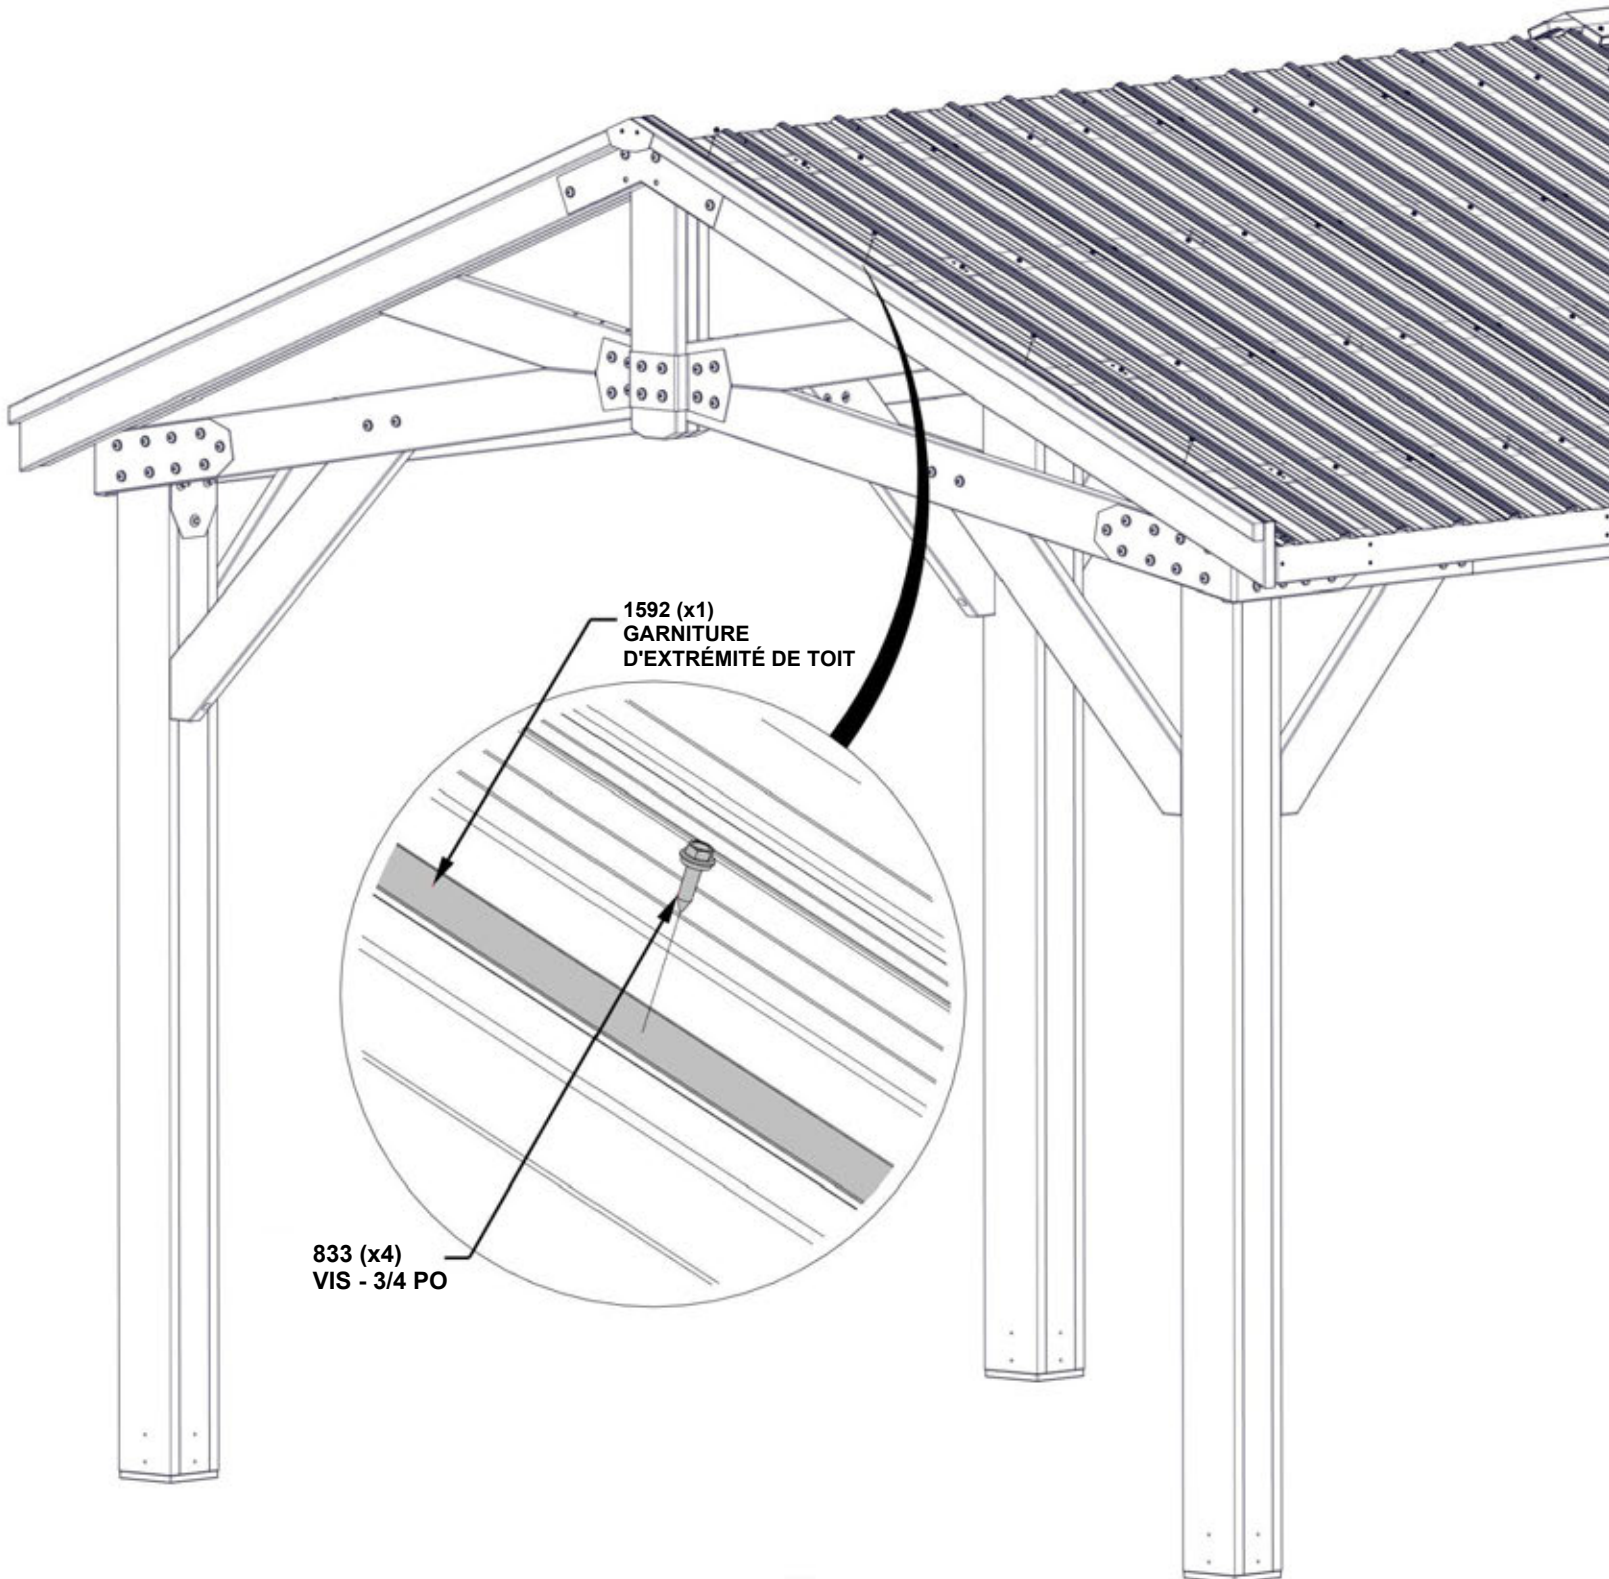 1592 (x1)
GARNITURE
D'EXTRÉMITÉ DE TOIT
833 (x4)
VIS - 3/4 PO